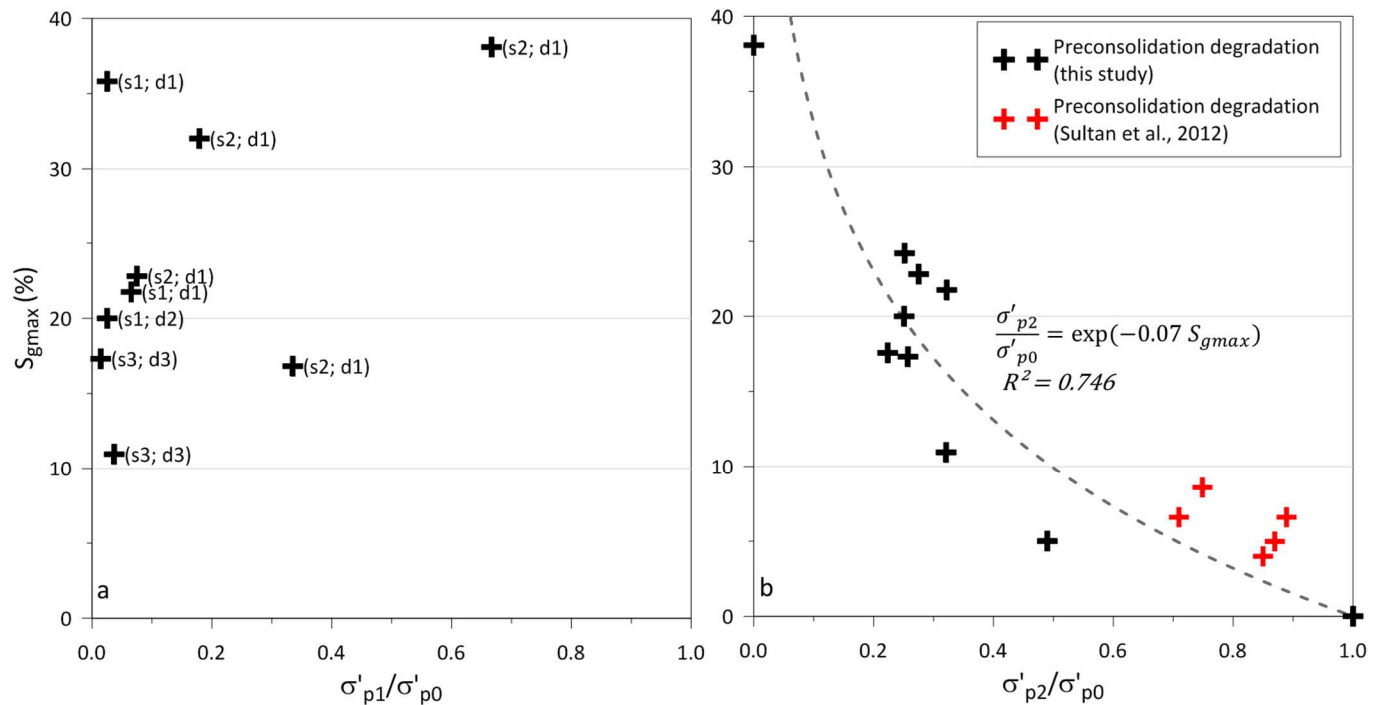 40
30
20
10
0
S_gmax (%)
(s2; d1)
(s1; d1)
(s2; d1)
(s2; d1)
(s1; d1)
(s1; d2)
(s3; d3)
(s2; d1)
(s3; d3)
a
0.0 0.2 0.4 0.6 0.8 1.0
σ'p1/σ'p0
40
30
20
10
0
Preconsolidation degradation
(this study)
Preconsolidation degradation
(Sultan et al., 2012)
σ'p2/σ'p0 = exp(−0.07 S_gmax)
R² = 0.746
b
0.0 0.2 0.4 0.6 0.8 1.0
σ'p2/σ'p0